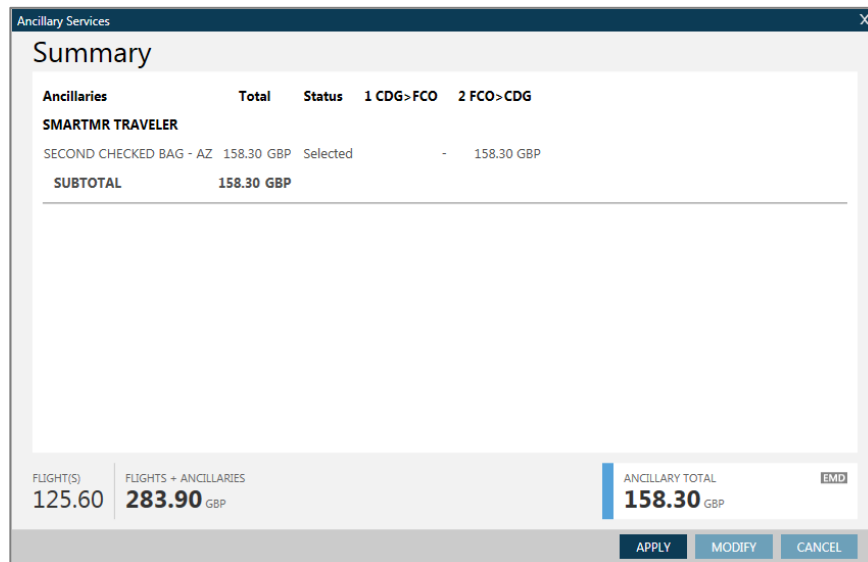 Ancillary Services X
Summary
Ancillaries Total Status 1 CDG>FCO 2 FCO>CDG
SMARTMR TRAVELER
SECOND CHECKED BAG - AZ 158.30 GBP Selected - 158.30 GBP
SUBTOTAL 158.30 GBP
FLIGHT(S) FLIGHTS + ANCILLARIES ANCILLARY TOTAL EMD
125.60 283.90 GBP 158.30 GBP
APPLY MODIFY CANCEL